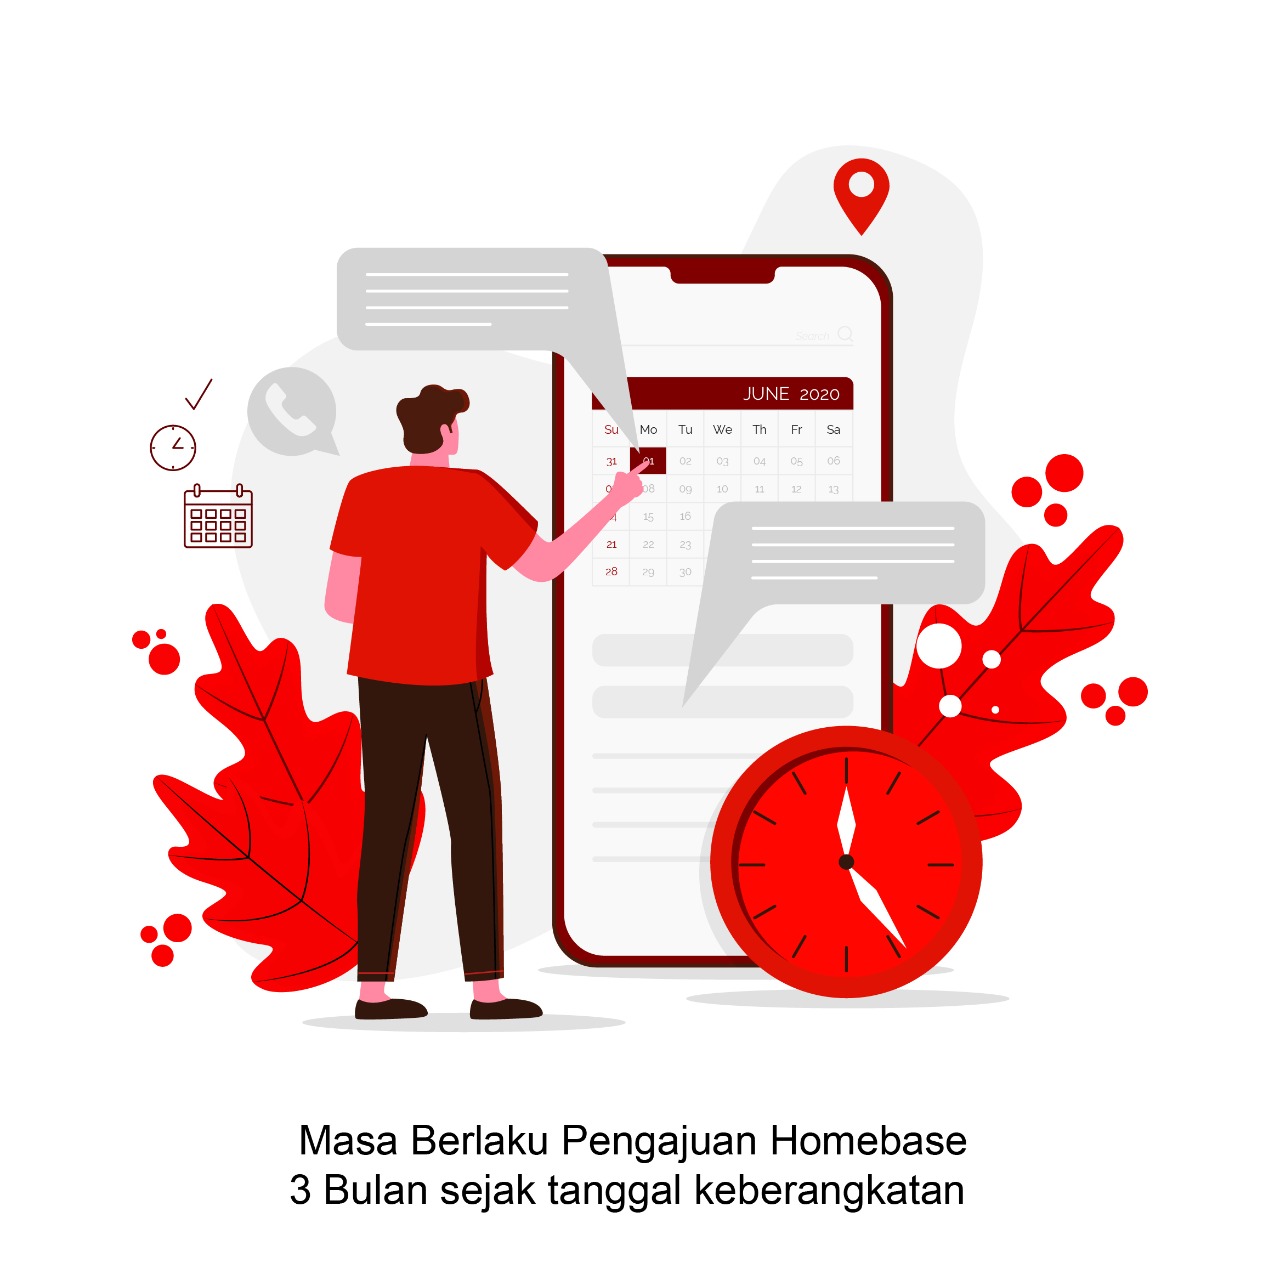 Search
JUNE 2020
Su Mo Tu We Th Fr Sa
31 01 02 03 04 05 06
08 09 10 11 12 13
15 16
21 22 23
28 29 30
Masa Berlaku Pengajuan Homebase
3 Bulan sejak tanggal keberangkatan